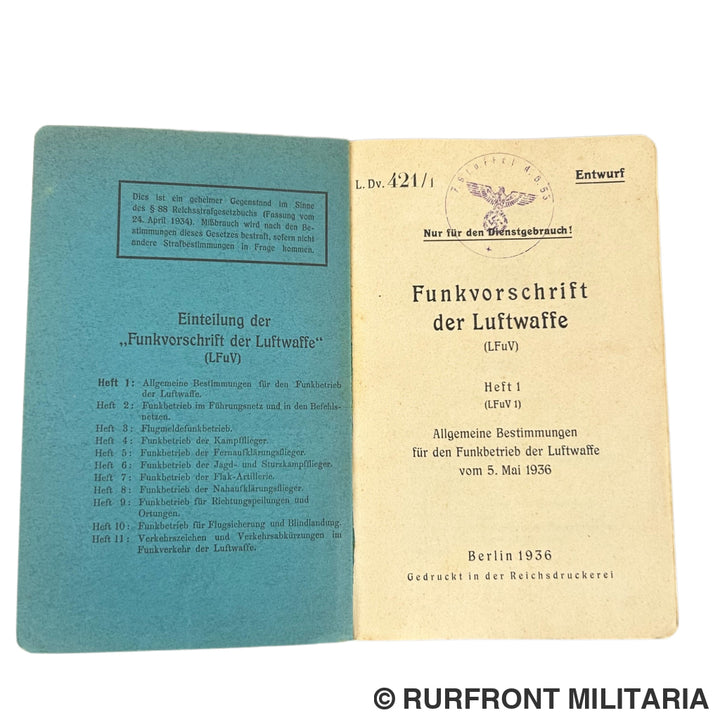 Dies ist ein geheimer Gegenstand im Sinne
des § 88 Reichsstrafgesetzbuchs (Fassung vom
24. April 1934). Mißbrauch wird nach den Be-
stimmungen dieses Gesetzes bestraft, sofern nicht
andere Strafbestimmungen in Frage kommen.
Einteilung der
„Funkvorschrift der Luftwaffe“
(LFuV)
Heft 1: Allgemeine Bestimmungen für den Funkbetrieb
der Luftwaffe.
Heft 2: Funkbetrieb im Führungsnetz und in den Befehls-
netzen.
Heft 3: Flugmeldefunkbetrieb.
Heft 4: Funkbetrieb der Kampfflieger.
Heft 5: Funkbetrieb der Fernaufklärungsflieger.
Heft 6: Funkbetrieb der Jagd- und Sturzkampfflieger.
Heft 7: Funkbetrieb der Flak-Artillerie.
Heft 8: Funkbetrieb der Nahaufklärungsflieger.
Heft 9: Funkbetrieb für Richtungspeilungen und
Ortungen.
Heft 10: Funkbetrieb für Flugsicherung und Blindlandung.
Heft 11: Verkehrszeichen und Verkehrsabkürzungen im
Funkverkehr der Luftwaffe.
L. Dv. 421/1
Entwurf
Nur für den Dienstgebrauch!
Funkvorschrift
der Luftwaffe
(LFuV)
Heft 1
(LFuV 1)
Allgemeine Bestimmungen
für den Funkbetrieb der Luftwaffe
vom 5. Mai 1936
Berlin 1936
Gedruckt in der Reichsdruckerei
© RURFRONT MILITARIA